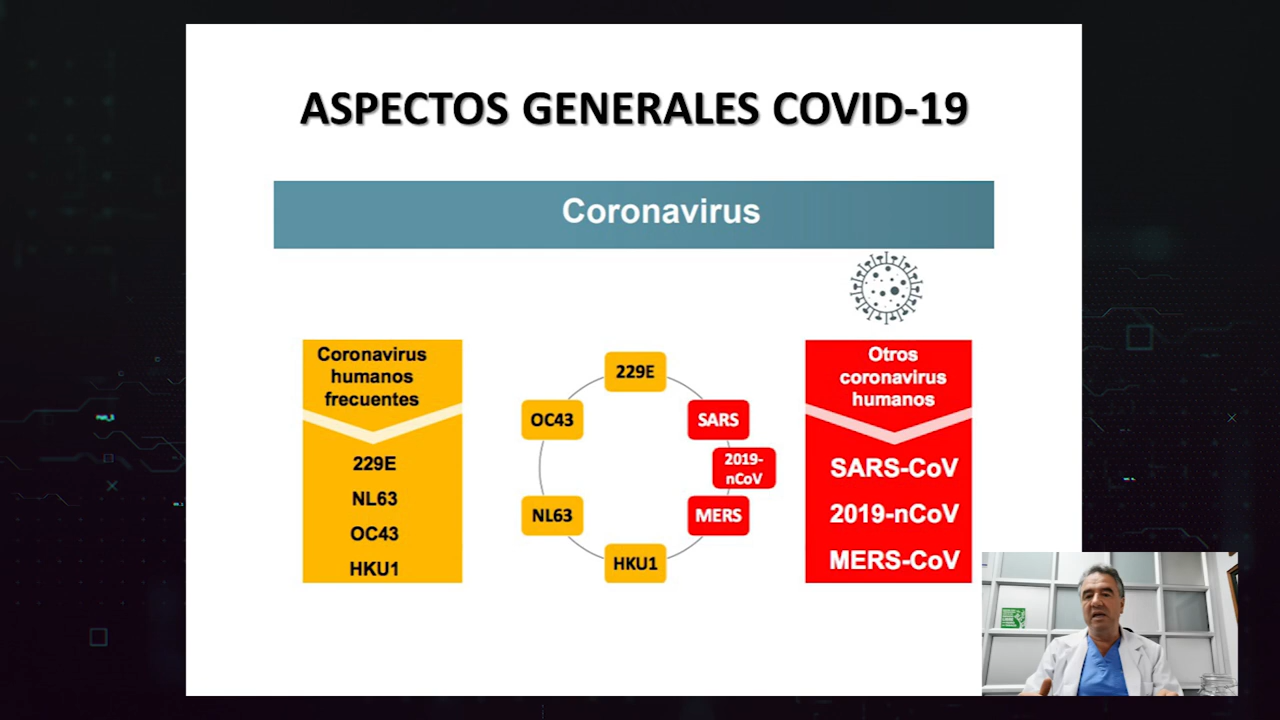 ASPECTOS GENERALES COVID-19
Coronavirus
Coronavirus
humanos
frecuentes
229E
NL63
OC43
HKU1
229E
OC43
SARS
2019-
nCoV
NL63
MERS
HKU1
Otros
coronavirus
humanos
SARS-CoV
2019-nCoV
MERS-CoV